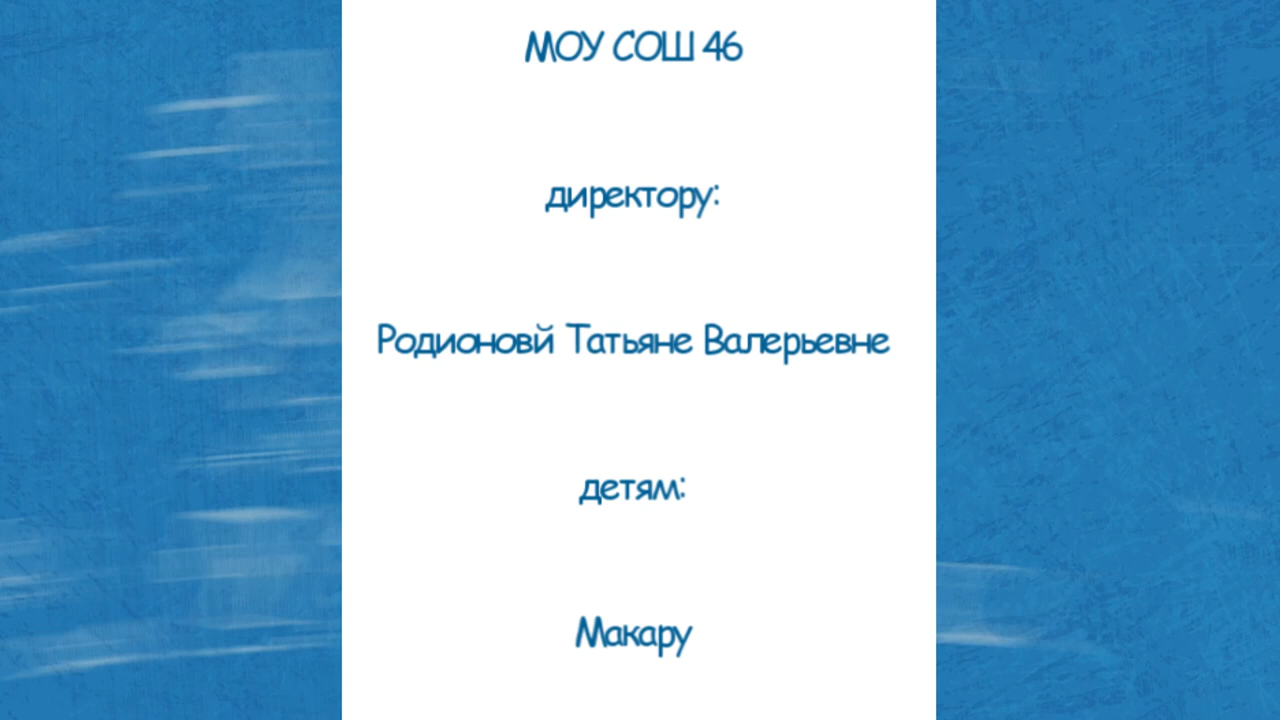 МОУ СОШ 46
директору:
Родионовй Татьяне Валерьевне
детям:
Макару